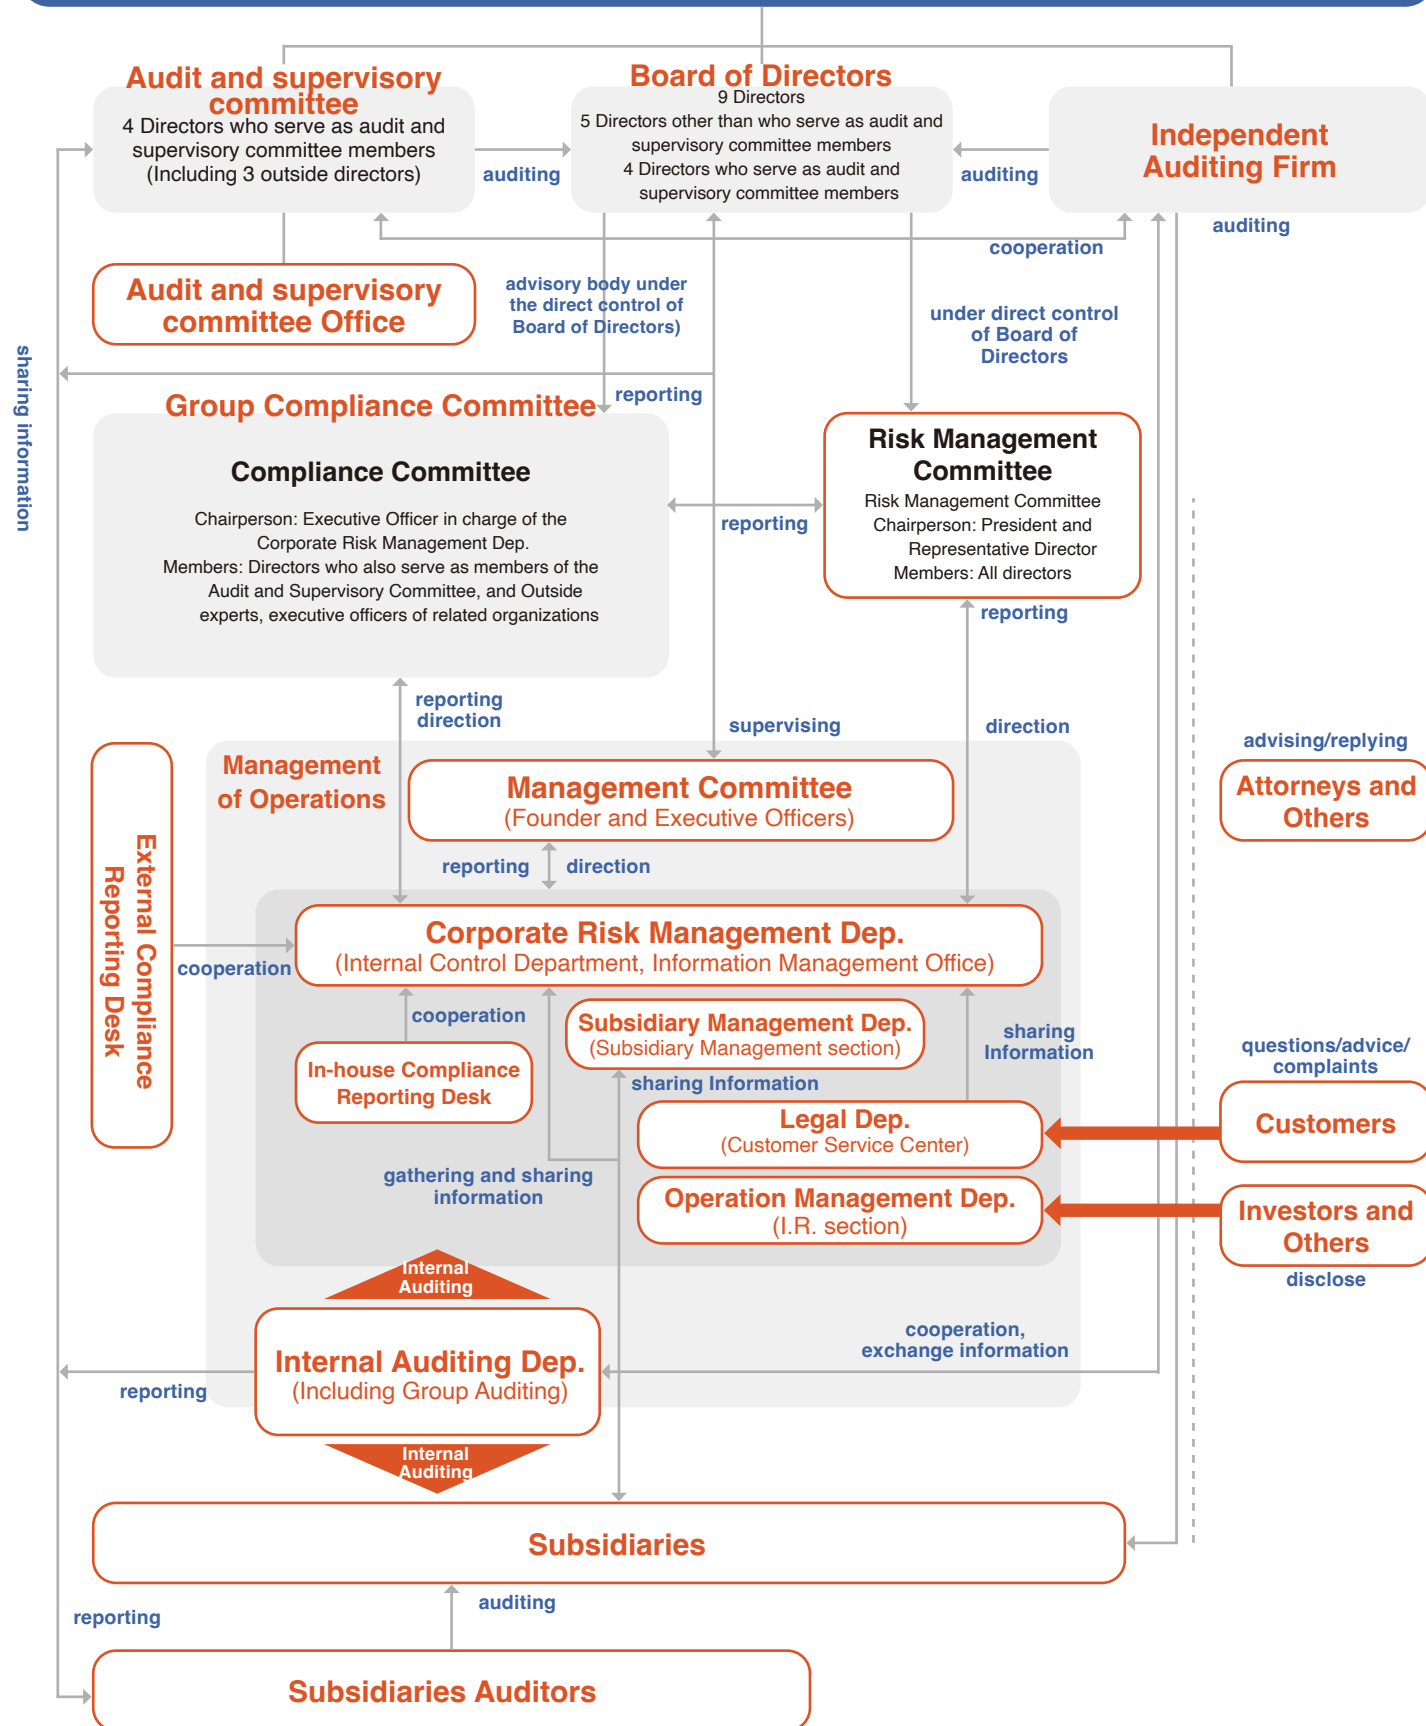 Audit and supervisory
committee
4 Directors who serve as audit and
supervisory committee members
(Including 3 outside directors)
auditing
Board of Directors
9 Directors
5 Directors other than who serve as audit and
supervisory committee members
4 Directors who serve as audit and
supervisory committee members
auditing
Independent
Auditing Firm
auditing
cooperation
Audit and supervisory
committee Office
advisory body under
the direct control of
Board of Directors)
under direct control
of Board of
Directors
sharing information
reporting
Group Compliance Committee
Compliance Committee
Chairperson: Executive Officer in charge of the
Corporate Risk Management Dep.
Members: Directors who also serve as members of the
Audit and Supervisory Committee, and Outside
experts, executive officers of related organizations
reporting
Risk Management
Committee
Risk Management Committee
Chairperson: President and
Representative Director
Members: All directors
reporting
reporting
direction
supervising
direction
advising/replying
Attorneys and
Others
Management
of Operations
Management Committee
(Founder and Executive Officers)
reporting
direction
External Compliance
Reporting Desk
cooperation
Corporate Risk Management Dep.
(Internal Control Department, Information Management Office)
cooperation
In-house Compliance
Reporting Desk
Subsidiary Management Dep.
(Subsidiary Management section)
sharing Information
sharing
Information
Legal Dep.
(Customer Service Center)
questions/advice/
complaints
Customers
gathering and sharing
information
Operation Management Dep.
(I.R. section)
Investors and
Others
disclose
Internal
Auditing
Internal Auditing Dep.
(Including Group Auditing)
reporting
cooperation,
exchange information
Internal
Auditing
Subsidiaries
reporting
auditing
Subsidiaries Auditors